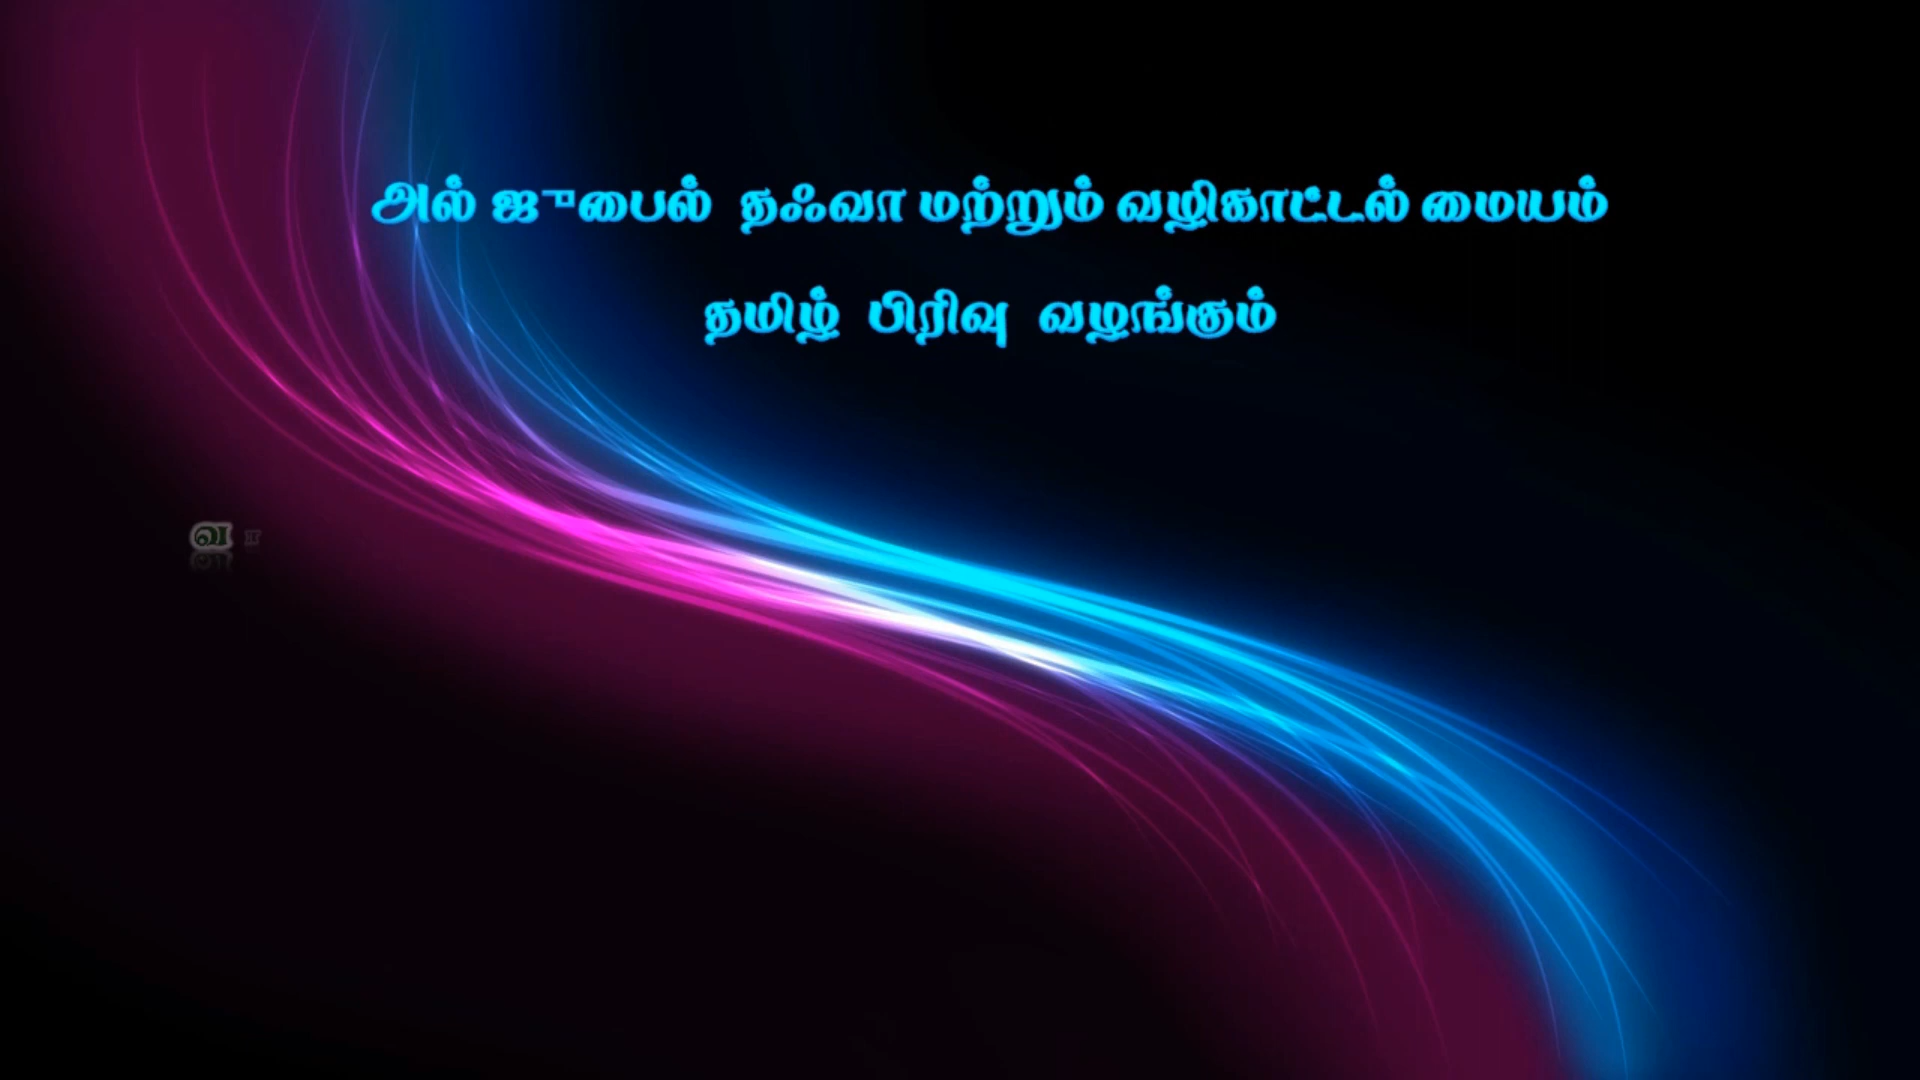 அல் ஜுபைல் தஃவா மற்றும் வழிகாட்டல் மையம்
தமிழ் பிரிவு வழங்கும்
வா